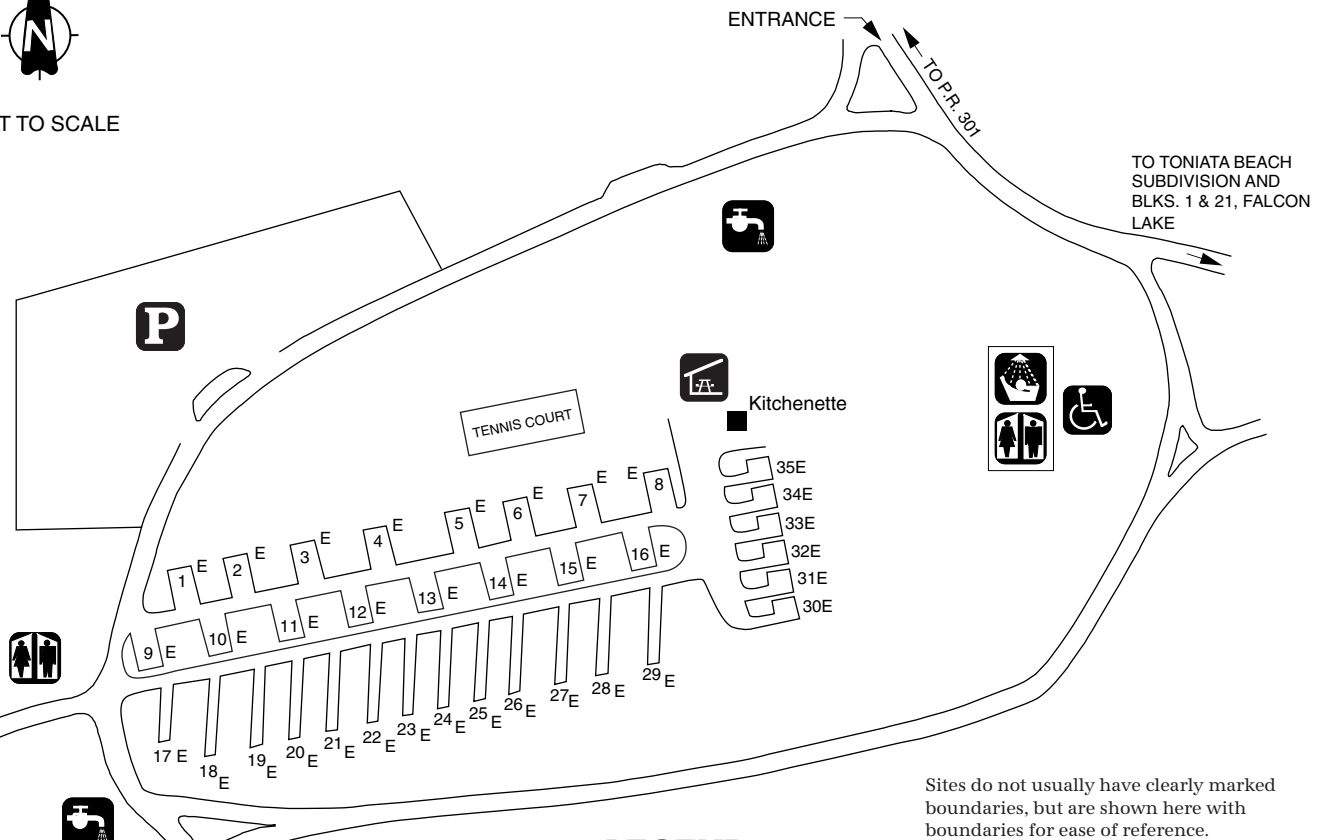 N
T TO SCALE
ENTRANCE
TO P.R. 301
TO TONIATA BEACH
SUBDIVISION AND
BLKS. 1 & 21, FALCON
LAKE
P
TENNIS COURT
Kitchenette
1 E
2 E
3 E
4 E
5 E
6 E
7 E
E 8
9 E
10 E
11 E
12 E
13 E
14 E
15 E
16 E
17 E
18 E
19 E
20 E
21 E
22 E
23 E
24 E
25 E
26 E
27 E
28 E
29 E
35E
34E
33E
32E
31E
30E
Sites do not usually have clearly marked
boundaries, but are shown here with
boundaries for ease of reference.